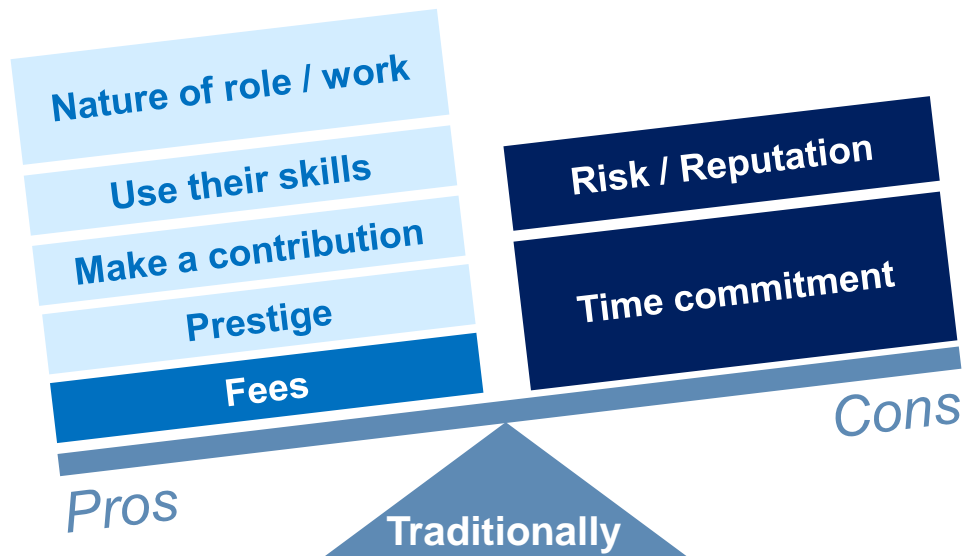 Nature of role / work
Use their skills
Make a contribution
Prestige
Fees
Pros
Risk / Reputation
Time commitment
Cons
Traditionally